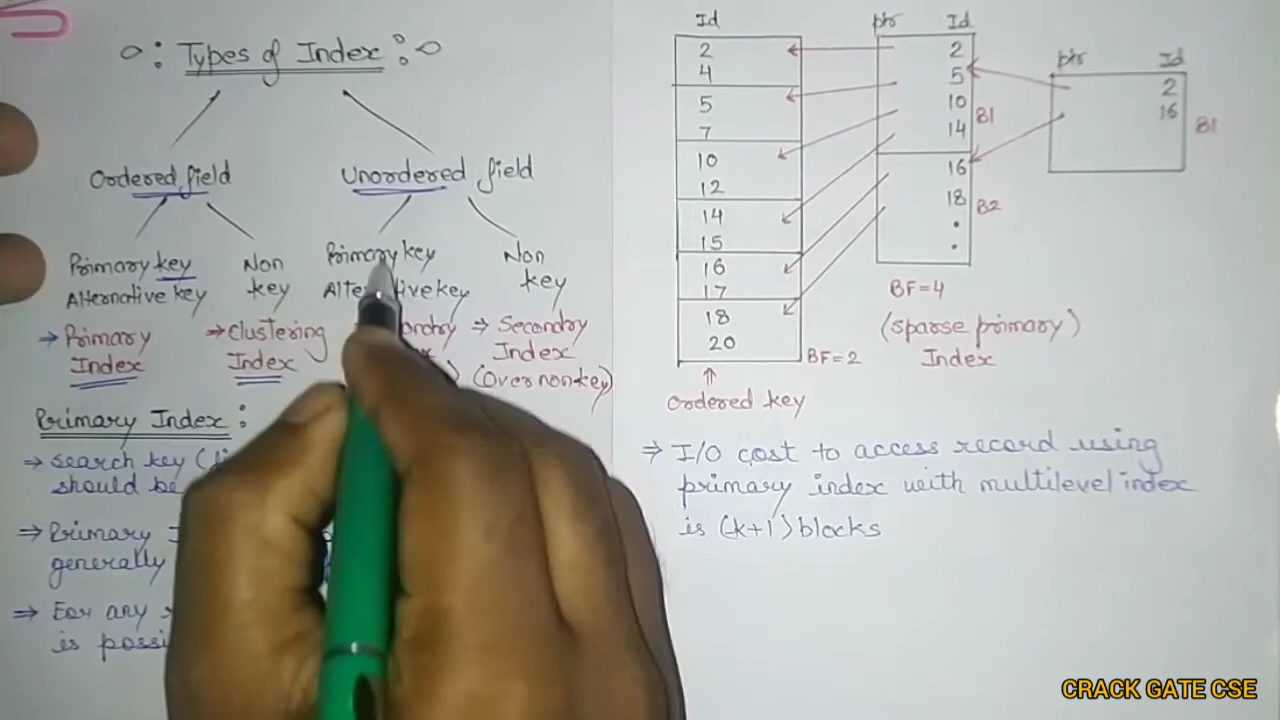 Types of Index :
Ordered field
Unordered field
Primary key
Alternative key
→ Primary
Index
Non
key
→ Clustering
Index
Primary key
key
Non
key
⇒ Secondry
Index
(Over nonkey)
Primary Index :
→ Search key
should be
⇒ Primary
generally
⇒ For any
is
Id
2
4
5
7
10
12
14
15
16
17
18
20
BF=2
Ordered key
ptr Id
2
5
10
14
B1
16
18
B2
BF=4
(sparse primary)
Index
ptr Id
2
16
B1
⇒ I/O cost to access record using
primary index with multilevel index
is (k+1) blocks
CRACK GATE CSE